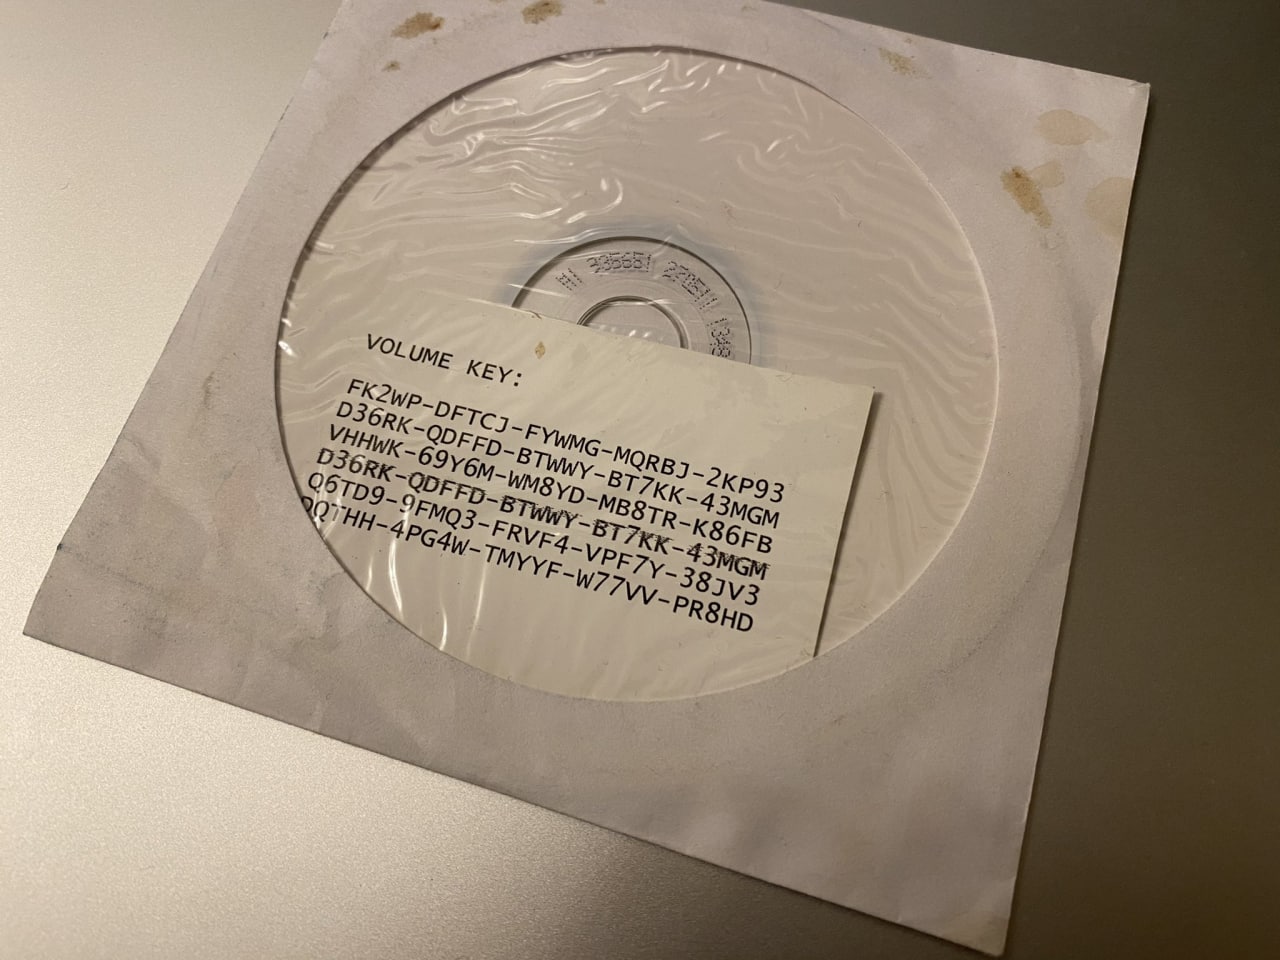 VOLUME KEY:
FK2WP-DFTCJ-FYWMG-MQRBJ-2KP93
D36RK-QDFFD-BTWWY-BT7KK-43MGM
VHHWK-69Y6M-WM8YD-MB8TR-K86FB
D36RK-QDFFD-BTWWY-BT7KK-43MGM
Q6TD9-9FMQ3-FRVF4-VPF7Y-38JV3
QQTHH-4PG4W-TMYYF-W77VV-PR8HD